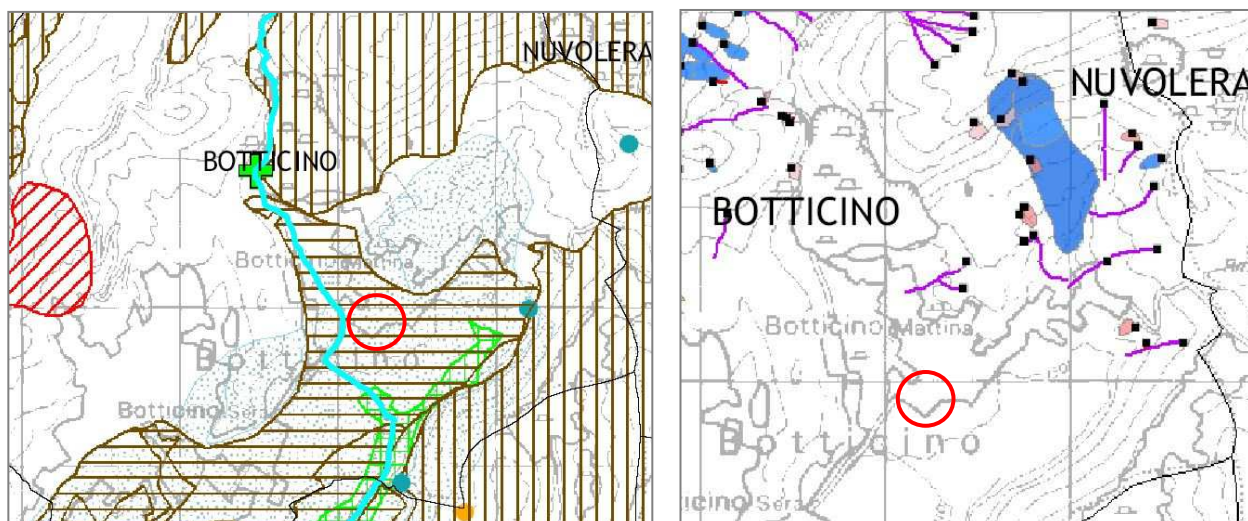 NUVOLERA
BOTTICINO
Botticino Mattina
Botticino
Botticino Sera
NUVOLERA
BOTTICINO
Botticino Mattina
Botticino
ticino Sera